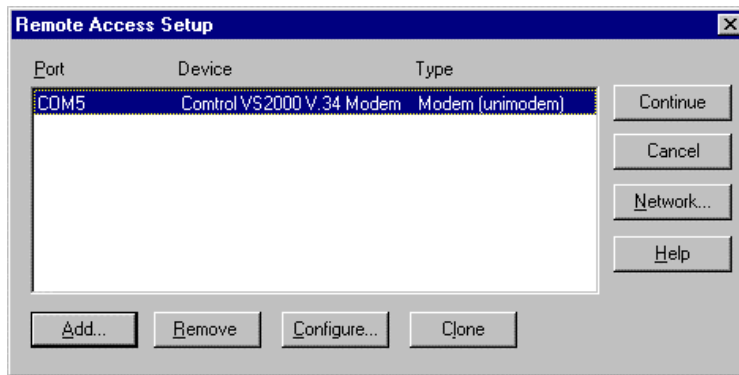 Remote Access Setup
Port Device Type
COM5 Comtrol VS2000 V.34 Modem Modem (unimodem)
Continue
Cancel
Network...
Help
Add... Remove Configure... Clone